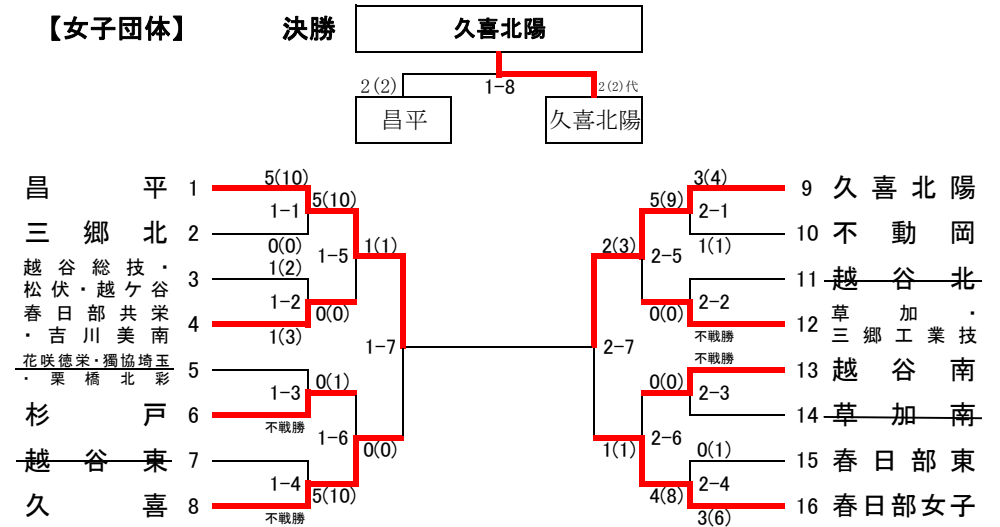 【女子団体】 決勝 久喜北陽
2(2) 1-8 2(2)代
昌平 久喜北陽
5(10)
昌平 1
1-1 5(10)
三郷北 2
0(0) 1-5 1(1)
越谷総技・
松伏・越ケ谷 3
1(2)
1-2 0(0)
春日部共栄
・吉川美南 4
1(3)
1-7
花咲徳栄・獨協埼玉
・栗橋北彩 5
1-3 0(1)
杉戸 6
不戦勝
1-6 0(0)
越谷東 7
1-4 5(10)
久喜 8
不戦勝
3(4)
9 久喜北陽
5(9) 2-1
10 不動岡
2(3) 2-5 1(1)
11 越谷北
0(0) 2-2
12 草加・
三郷工業技
不戦勝
2-7
不戦勝
13 越谷南
0(0) 2-3
14 草加南
1(1) 2-6
0(1)
15 春日部東
4(8) 2-4
16 春日部女子
3(6)